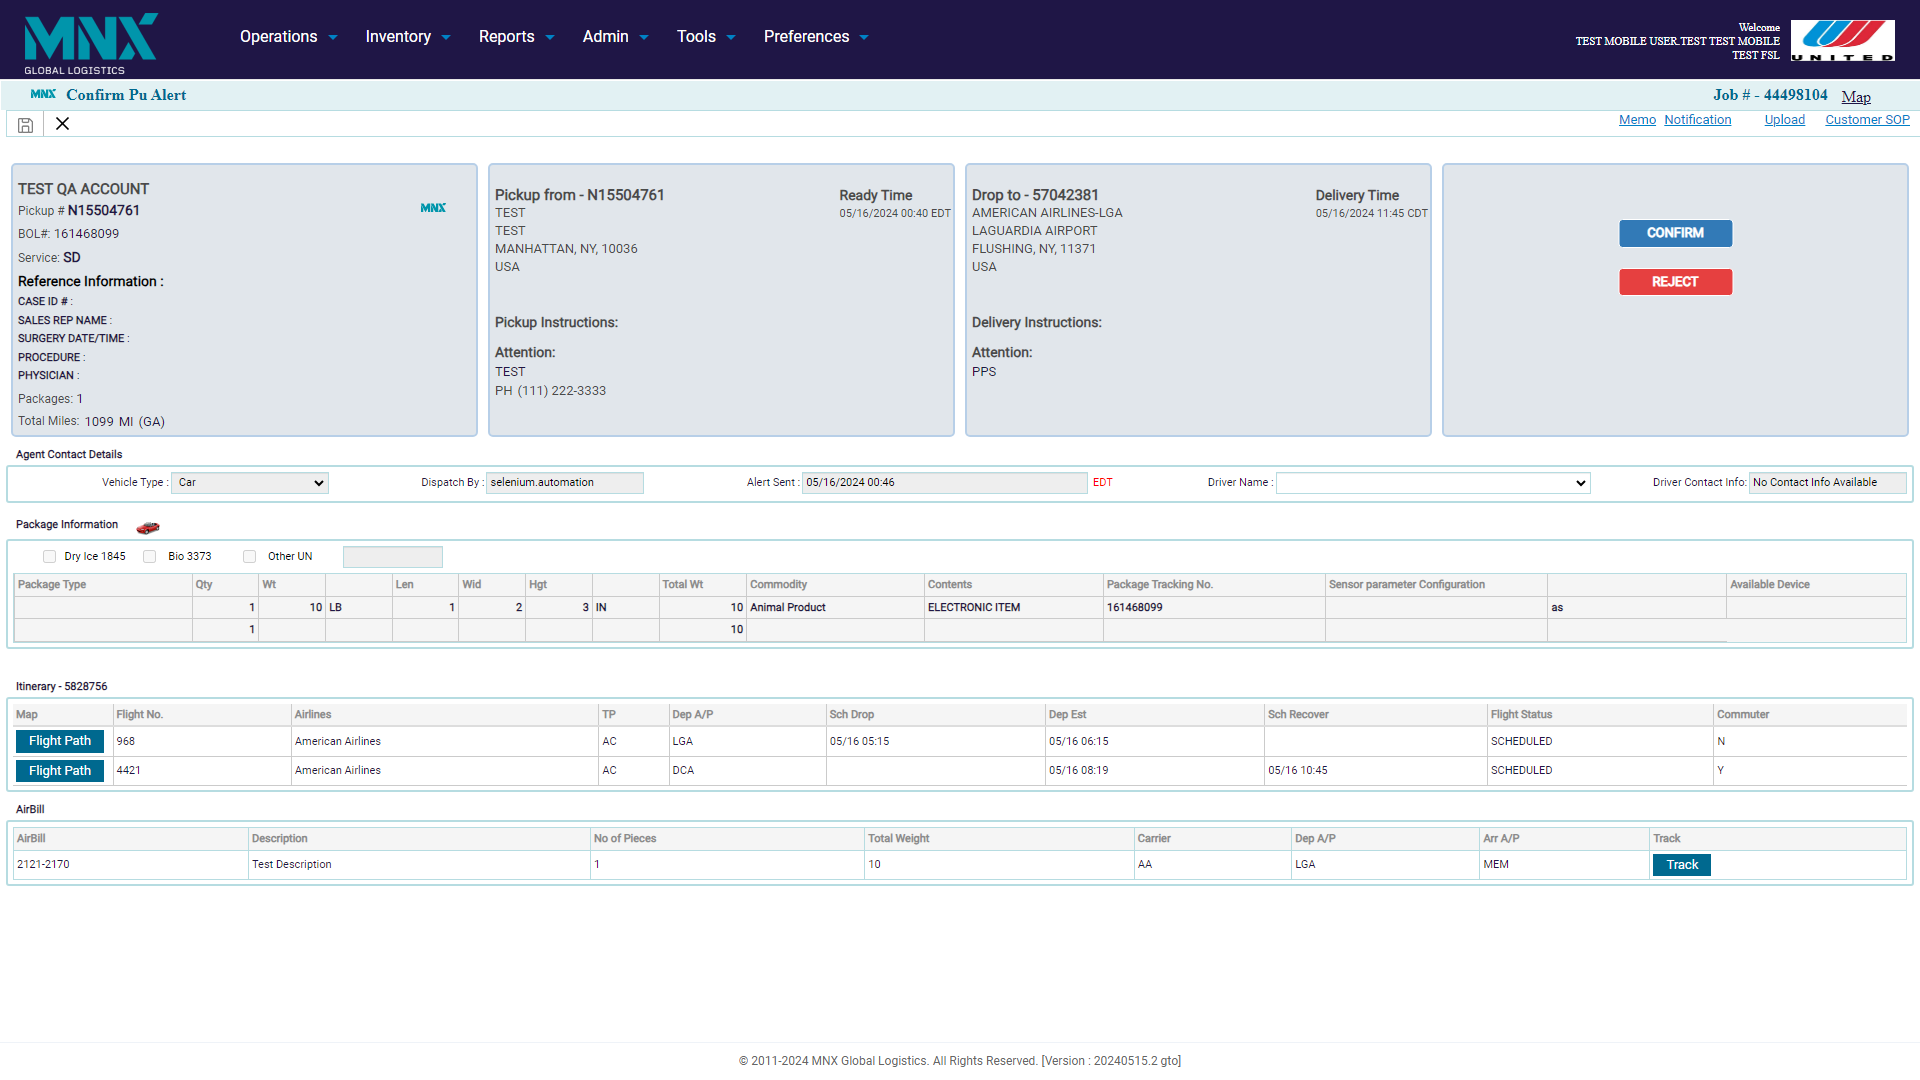 MNX
GLOBAL LOGISTICS
Operations Inventory Reports Admin Tools Preferences
Welcome
TEST MOBILE USER.TEST TEST MOBILE
TEST FSL
UNITED
MNX Confirm Pu Alert
Job # - 44498104 Map
Memo Notification Upload Customer SOP
TEST QA ACCOUNT
Pickup # N15504761
MNX
BOL#: 161468099
Service: SD
Reference Information :
CASE ID # :
SALES REP NAME :
SURGERY DATE/TIME :
PROCEDURE :
PHYSICIAN :
Packages: 1
Total Miles: 1099 MI (GA)
Pickup from - N15504761
TEST
TEST
MANHATTAN, NY, 10036
USA
Ready Time
05/16/2024 00:40 EDT
Pickup Instructions:
Attention:
TEST
PH (111) 222-3333
Drop to - 57042381
AMERICAN AIRLINES-LGA
LAGUARDIA AIRPORT
FLUSHING, NY, 11371
USA
Delivery Time
05/16/2024 11:45 CDT
Delivery Instructions:
Attention:
PPS
CONFIRM
REJECT
Agent Contact Details
Vehicle Type : Car Dispatch By : selenium.automation Alert Sent : 05/16/2024 00:46 EDT Driver Name : Driver Contact Info: No Contact Info Available
Package Information
Dry Ice 1845 Bio 3373 Other UN
Package Type Qty Wt Len Wid Hgt Total Wt Commodity Contents Package Tracking No. Sensor parameter Configuration Available Device
1 10 LB 1 2 3 IN 10 Animal Product ELECTRONIC ITEM 161468099 as
1 10
Itinerary - 5828756
Map Flight No. Airlines TP Dep A/P Sch Drop Dep Est Sch Recover Flight Status Commuter
Flight Path 968 American Airlines AC LGA 05/16 05:15 05/16 06:15 SCHEDULED N
Flight Path 4421 American Airlines AC DCA 05/16 08:19 05/16 10:45 SCHEDULED Y
AirBill
AirBill Description No of Pieces Total Weight Carrier Dep A/P Arr A/P Track
2121-2170 Test Description 1 10 AA LGA MEM Track
© 2011-2024 MNX Global Logistics. All Rights Reserved. [Version : 20240515.2 gto]